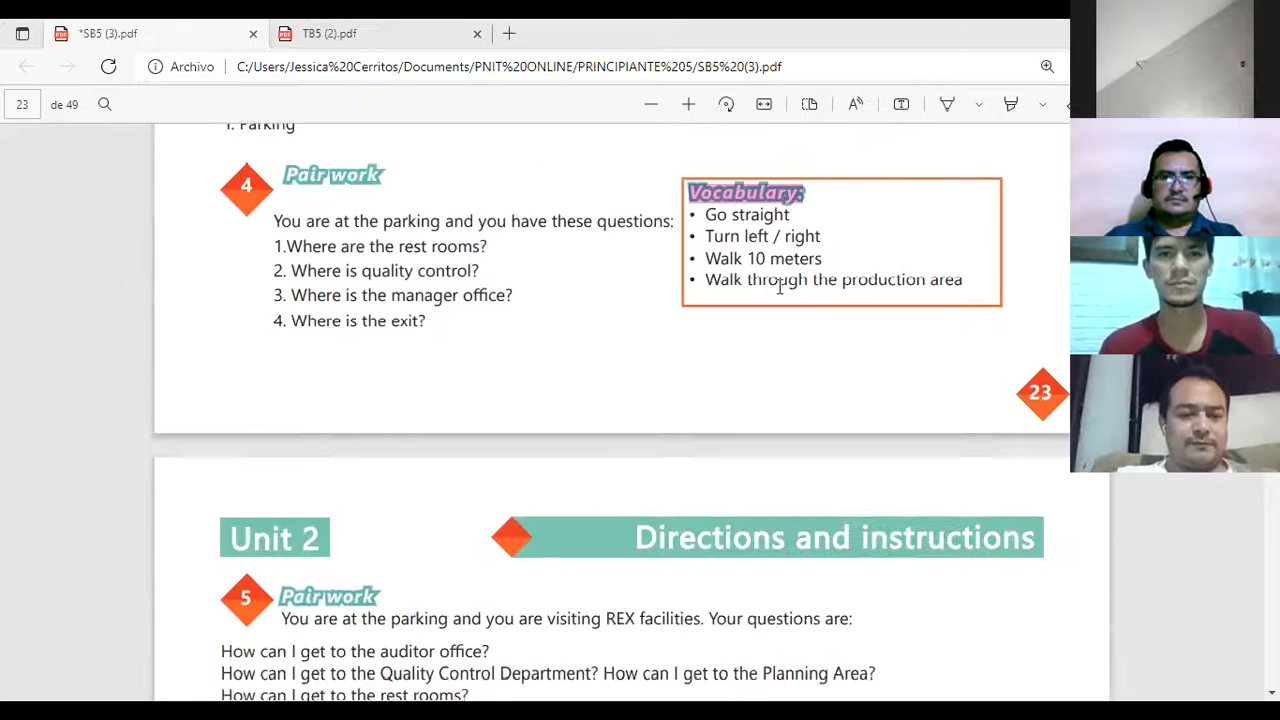 *SB5 (3).pdf
TB5 (2).pdf
Archivo
C:/Users/Jessica%20Cerritos/Documents/PNIT%20ONLINE/PRINCIPIANTE%205/SB5%20(3).pdf
23 de 49
1. Parking
4 Pair work
You are at the parking and you have these questions:
1.Where are the rest rooms?
2. Where is quality control?
3. Where is the manager office?
4. Where is the exit?
Vocabulary:
• Go straight
• Turn left / right
• Walk 10 meters
• Walk through the production area
23
Unit 2
Directions and instructions
5 Pair work
You are at the parking and you are visiting REX facilities. Your questions are:
How can I get to the auditor office?
How can I get to the Quality Control Department? How can I get to the Planning Area?
How can I get to the rest rooms?